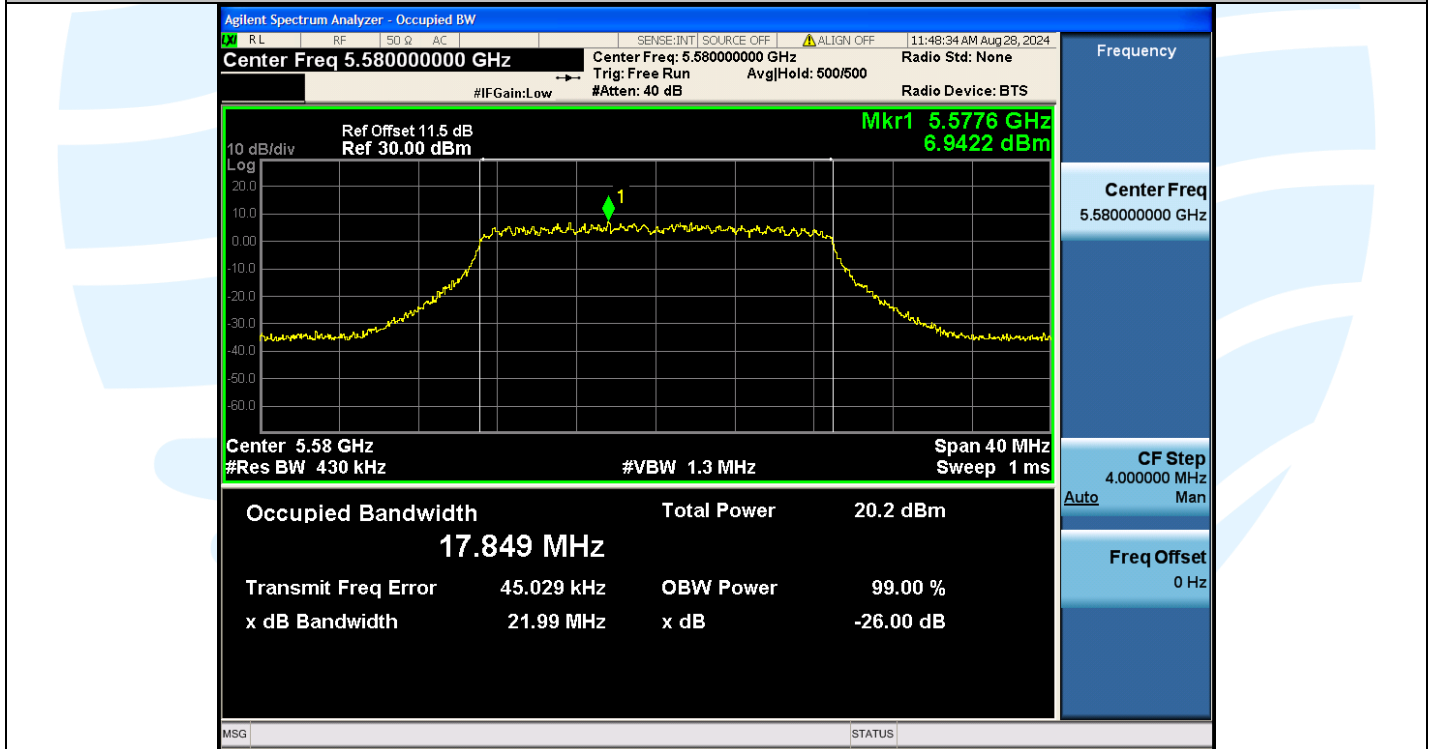 Agilent Spectrum Analyzer - Occupied BW
LXI RL RF 50 Ω AC SENSE:INT SOURCE OFF ALIGN OFF 11:48:34 AM Aug 28, 2024
Center Freq 5.580000000 GHz
Center Freq: 5.580000000 GHz
Radio Std: None
Trig: Free Run
Avg|Hold: 500/500
#IFGain:Low
#Atten: 40 dB
Radio Device: BTS
Mkr1 5.5776 GHz
6.9422 dBm
Ref Offset 11.5 dB
10 dB/div
Ref 30.00 dBm
Log
20.0
10.0
0.00
-10.0
-20.0
-30.0
-40.0
-50.0
-60.0
1
Center 5.58 GHz
Span 40 MHz
#Res BW 430 kHz
#VBW 1.3 MHz
Sweep 1 ms
Occupied Bandwidth
17.849 MHz
Total Power 20.2 dBm
Transmit Freq Error 45.029 kHz
OBW Power 99.00 %
x dB Bandwidth 21.99 MHz
x dB -26.00 dB
MSG
STATUS
Frequency
Center Freq
5.580000000 GHz
CF Step
4.000000 MHz
Auto Man
Freq Offset
0 Hz